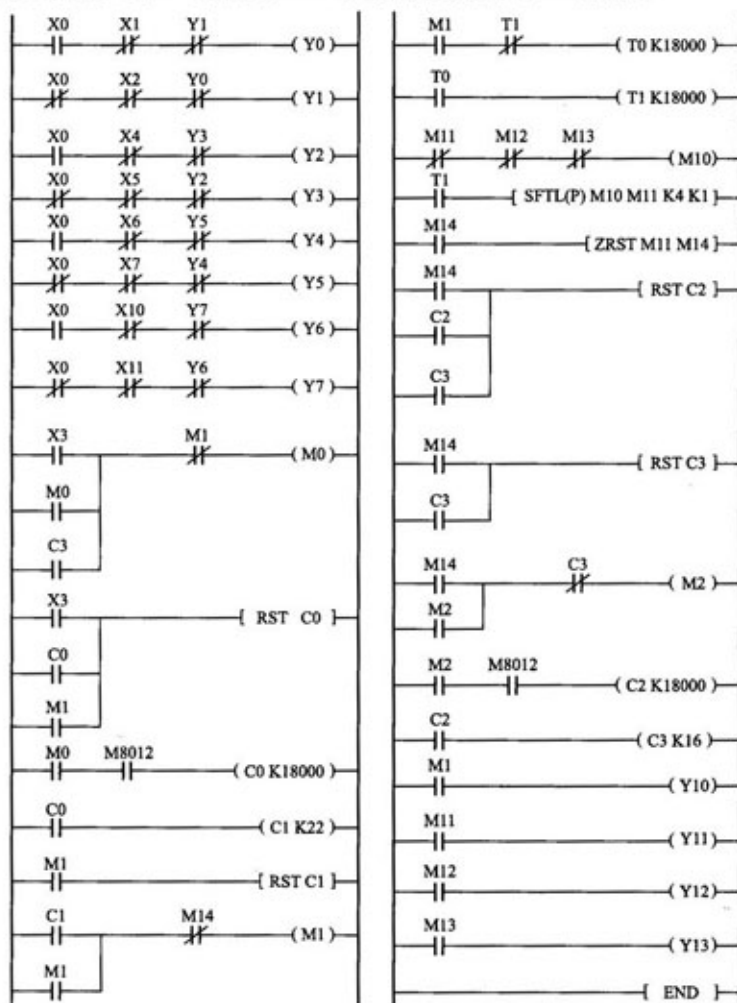 X0 X1 Y1
( Y0 )
X0 X2 Y0
( Y1 )
X0 X4 Y3
( Y2 )
X0 X5 Y2
( Y3 )
X0 X6 Y5
( Y4 )
X0 X7 Y4
( Y5 )
X0 X10 Y7
( Y6 )
X0 X11 Y6
( Y7 )
X3 M1
( M0 )
M0
C3
X3
[ RST C0 ]
C0
M1
M0 M8012
( C0 K18000 )
C0
( C1 K22 )
M1
[ RST C1 ]
C1 M14
( M1 )
M1
M1 T1
( T0 K18000 )
T0
( T1 K18000 )
M11 M12 M13
( M10 )
T1
[ SFTL(P) M10 M11 K4 K1 ]
M14
[ ZRST M11 M14 ]
M14
[ RST C2 ]
C2
C3
M14
[ RST C3 ]
C3
M14 C3
( M2 )
M2
M2 M8012
( C2 K18000 )
C2
( C3 K16 )
M1
( Y10 )
M11
( Y11 )
M12
( Y12 )
M13
( Y13 )
[ END ]